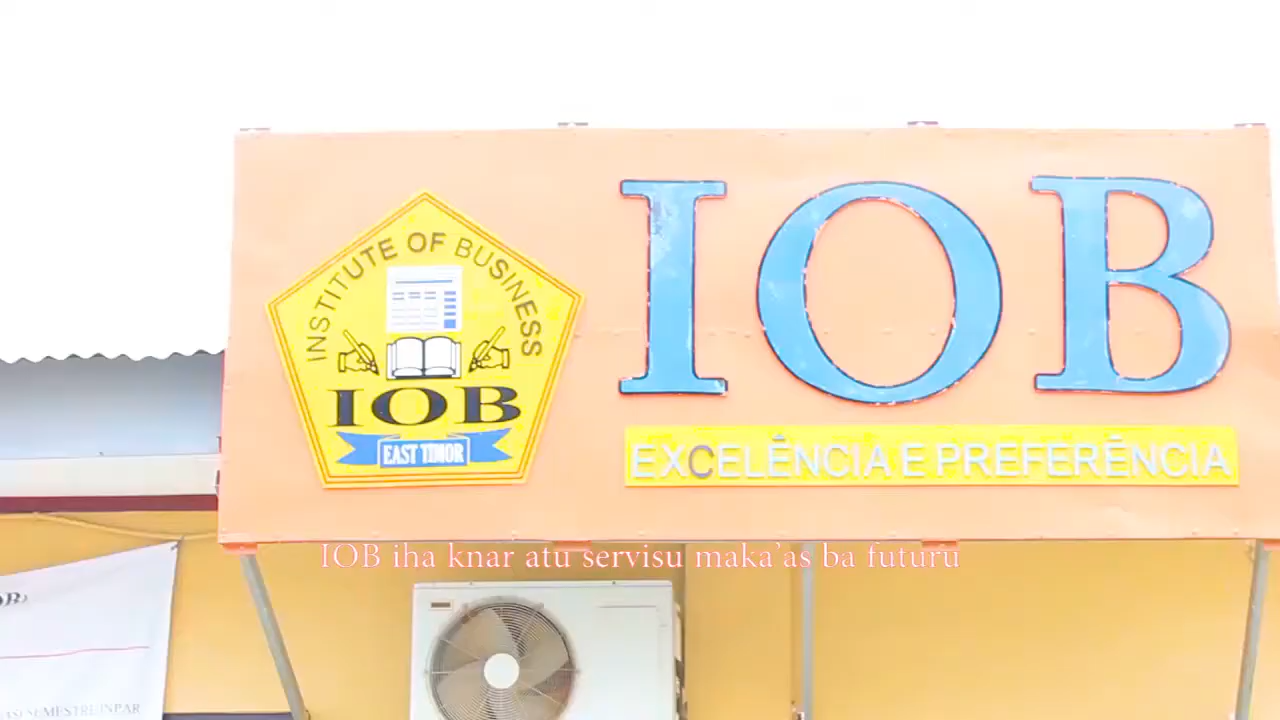 INSTITUTE OF BUSINESS
IOB
EAST TIMOR
IOB
EXCELÊNCIA E PREFERÊNCIA
IOB iha knar atu servisu maka'as ba futuru